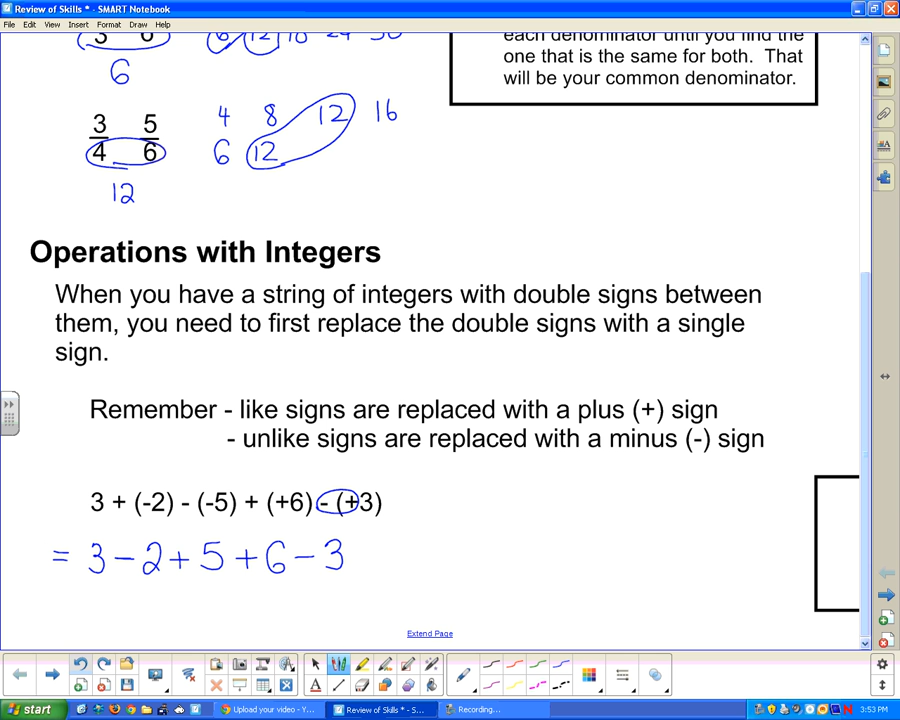 Review of Skills * - SMART Notebook
File Edit View Insert Format Draw Help
each denominator until you find the
one that is the same for both. That
will be your common denominator.
3 6
6
3 5
4 6
12
4 8 12 16
6 12
Operations with Integers
When you have a string of integers with double signs between
them, you need to first replace the double signs with a single
sign.
Remember - like signs are replaced with a plus (+) sign
- unlike signs are replaced with a minus (-) sign
3 + (-2) - (-5) + (+6) - (+3)
= 3 - 2 + 5 + 6 - 3
Extend Page
start
Upload your video - Y...
Review of Skills * - S...
Recording...
3:53 PM